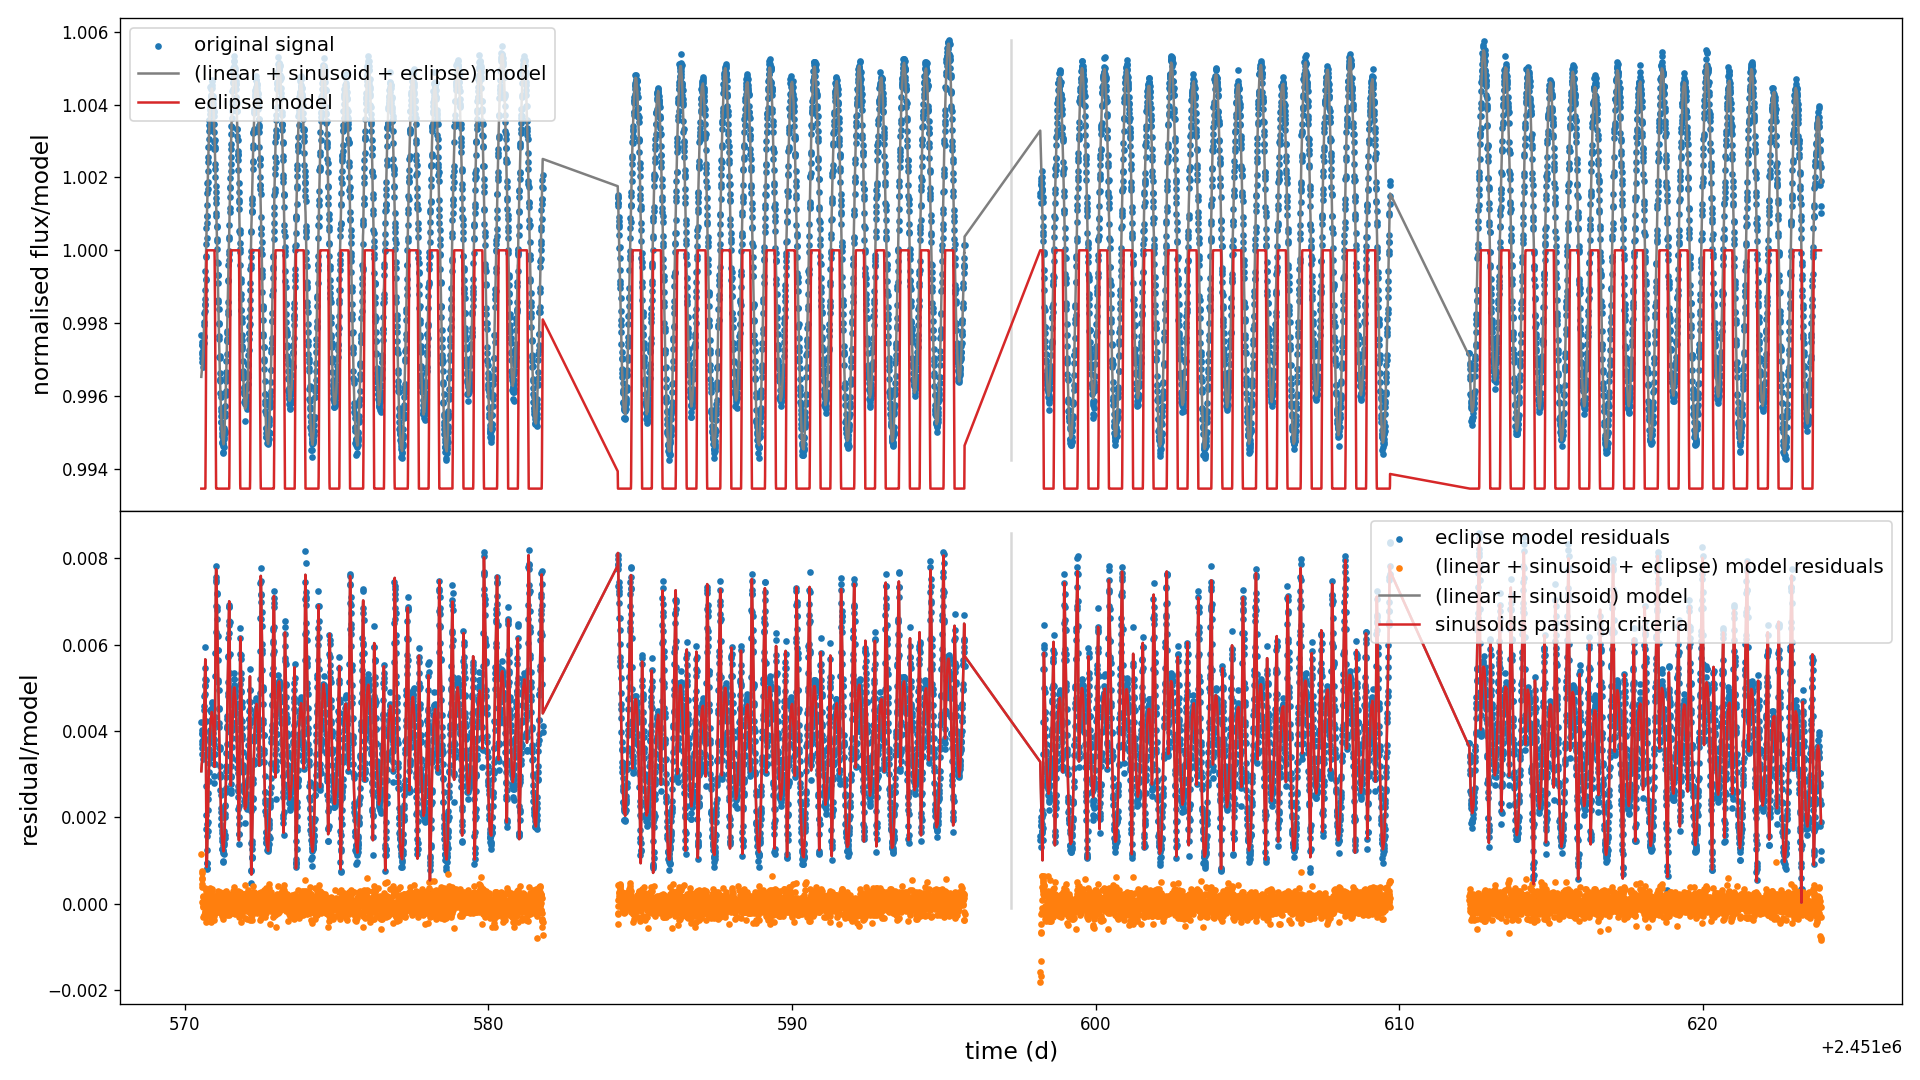 original signal
(linear + sinusoid + eclipse) model
eclipse model
normalised flux/model
1.006
1.004
1.002
1.000
0.998
0.996
0.994
eclipse model residuals
(linear + sinusoid + eclipse) model residuals
(linear + sinusoid) model
sinusoids passing criteria
residual/model
0.008
0.006
0.004
0.002
0.000
−0.002
570
580
590
600
610
620
time (d)
+2.451e6